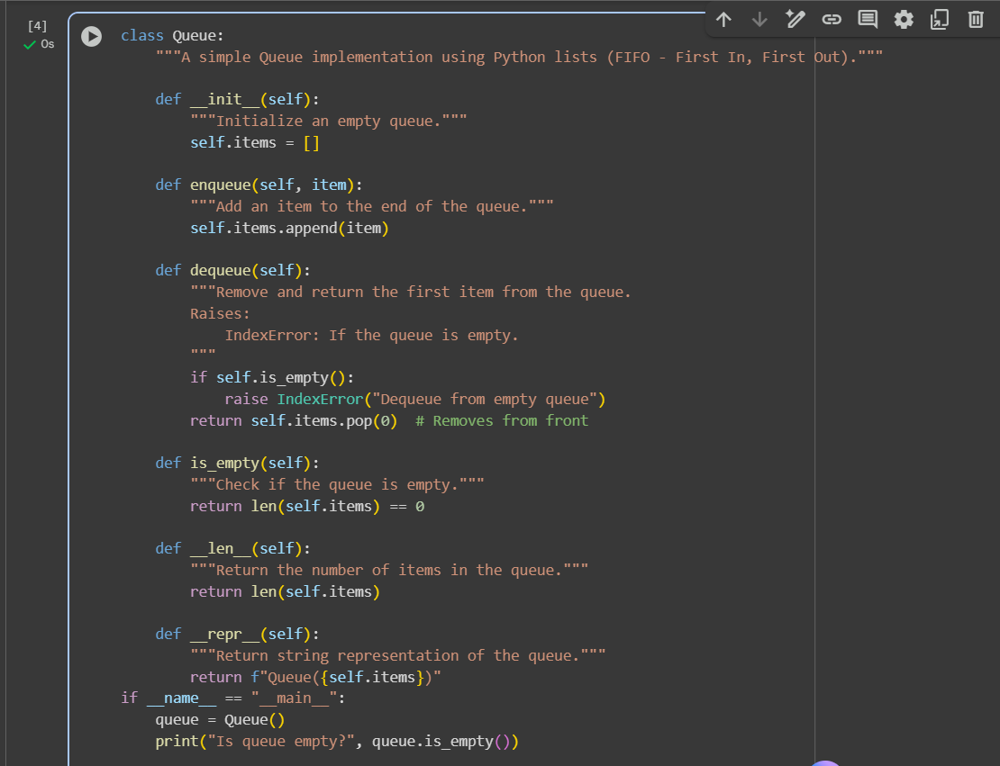 [4]
0s
class Queue:
    """A simple Queue implementation using Python lists (FIFO - First In, First Out)."""

    def __init__(self):
        """Initialize an empty queue."""
        self.items = []

    def enqueue(self, item):
        """Add an item to the end of the queue."""
        self.items.append(item)

    def dequeue(self):
        """Remove and return the first item from the queue.
        Raises:
            IndexError: If the queue is empty.
        """
        if self.is_empty():
            raise IndexError("Dequeue from empty queue")
        return self.items.pop(0)  # Removes from front

    def is_empty(self):
        """Check if the queue is empty."""
        return len(self.items) == 0

    def __len__(self):
        """Return the number of items in the queue."""
        return len(self.items)

    def __repr__(self):
        """Return string representation of the queue."""
        return f"Queue({self.items})"
if __name__ == "__main__":
    queue = Queue()
    print("Is queue empty?", queue.is_empty())